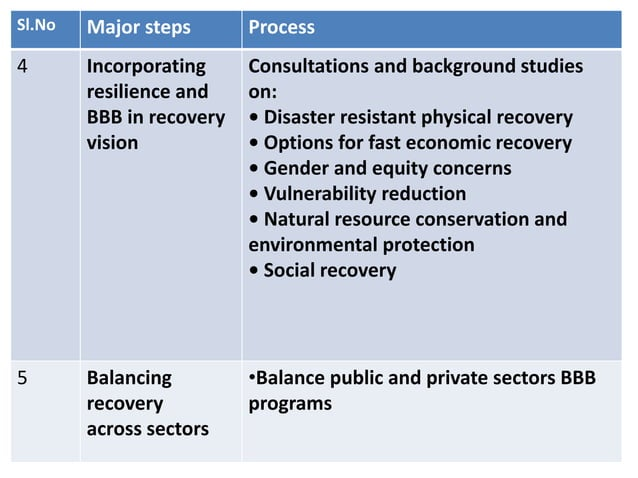 Sl.No Major steps Process
4 Incorporating resilience and BBB in recovery vision
Consultations and background studies on:
• Disaster resistant physical recovery
• Options for fast economic recovery
• Gender and equity concerns
• Vulnerability reduction
• Natural resource conservation and
environmental protection
• Social recovery
5 Balancing recovery across sectors
•Balance public and private sectors BBB
programs